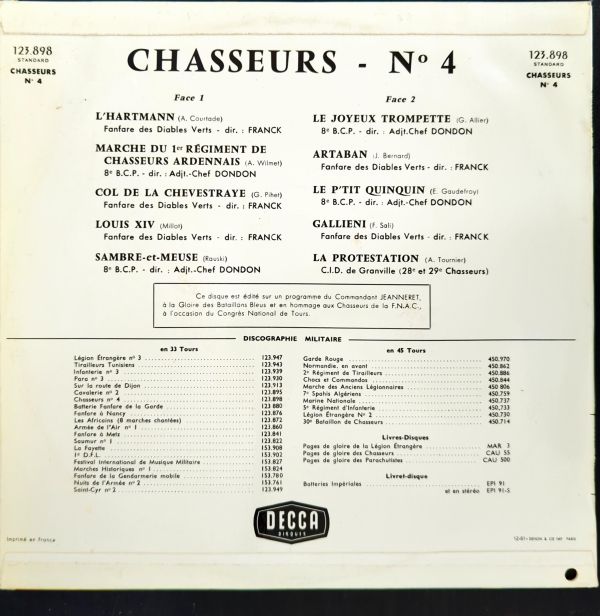 123.898
STANDARD
CHASSEURS
N° 4
CHASSEURS - N° 4
123.898
STANDARD
CHASSEURS
N° 4
Face 1
L'HARTMANN (A. Courtade)
Fanfare des Diables Verts - dir. : FRANCK
MARCHE DU 1er RÉGIMENT DE
CHASSEURS ARDENNAIS (A. Wilmet)
8e B.C.P. - dir. : Adjt.-Chef DONDON
COL DE LA CHEVESTRAYE (G. Pihet)
Fanfare des Diables Verts - dir. : FRANCK
LOUIS XIV (Millot)
Fanfare des Diables Verts - dir. : FRANCK
SAMBRE-et-MEUSE (Rauski)
8e B.C.P. - dir. : Adjt.-Chef DONDON
Face 2
LE JOYEUX TROMPETTE (G. Allier)
8e B.C.P. - dir. : Adjt.Chef DONDON
ARTABAN (J. Bernard)
Fanfare des Diables Verts - dir. : FRANCK
LE P'TIT QUINQUIN (E. Gaudefroy)
8e B.C.P. - dir. : Adjt.-Chef DONDON
GALLIENI (F. Sali)
Fanfare des Diables Verts - dir. : FRANCK
LA PROTESTATION (A. Tournier)
C.I.D. de Granville (28e et 29e Chasseurs)
Ce disque est édité sur un programme du Commandant JEANNERET,
à la Gloire des Bataillons Bleus et en hommage aux Chasseurs de la F.N.A.C.,
à l'occasion du Congrès National de Tours.
DISCOGRAPHIE MILITAIRE
en 33 Tours
Légion Étrangère n° 3 123.947
Tirailleurs Tunisiens 123.943
Infanterie n° 3 123.939
Para n° 3 123.930
Sur la route de Dijon 123.913
Cavalerie n° 2 123.895
Chasseurs n° 4 123.898
Batterie Fanfare de la Garde 123.880
Fanfare à Nancy 123.876
Les Africains (8 marches chantées) 123.872
Armée de l'Air n° 1 123.860
Fanfare à Metz 123.841
Saumur n° 1 123.822
La Fayette 153.908
1re D.F.L. 153.902
Festival International de Musique Militaire 153.827
Marches Historiques n° 1 153.824
Fanfare de la Gendarmerie mobile 153.780
Nuits de l'Armée n° 2 153.761
Saint-Cyr n° 2 123.949
en 45 Tours
Garde Rouge 450.970
Normandie, en avant 450.862
2e Régiment de Tirailleurs 450.886
Chocs et Commandos 450.844
Marche des Anciens Légionnaires 450.806
7e Spahis Algériens 450.759
Marine Nationale 450.737
5e Régiment d'Infanterie 450.733
Légion Étrangère N° 2 450.730
30e Bataillon de Chasseurs 450.714
Livres-Disques
Pages de gloire de la Légion Étrangère MAR 3
Pages de gloire des Chasseurs CAU 55
Pages de gloire des Parachutistes CAU 500
Livret-disque
Batteries Impériales EPI 91
et en stéréo EPI 91-S
DECCA
DISQUES
Imprimé en France